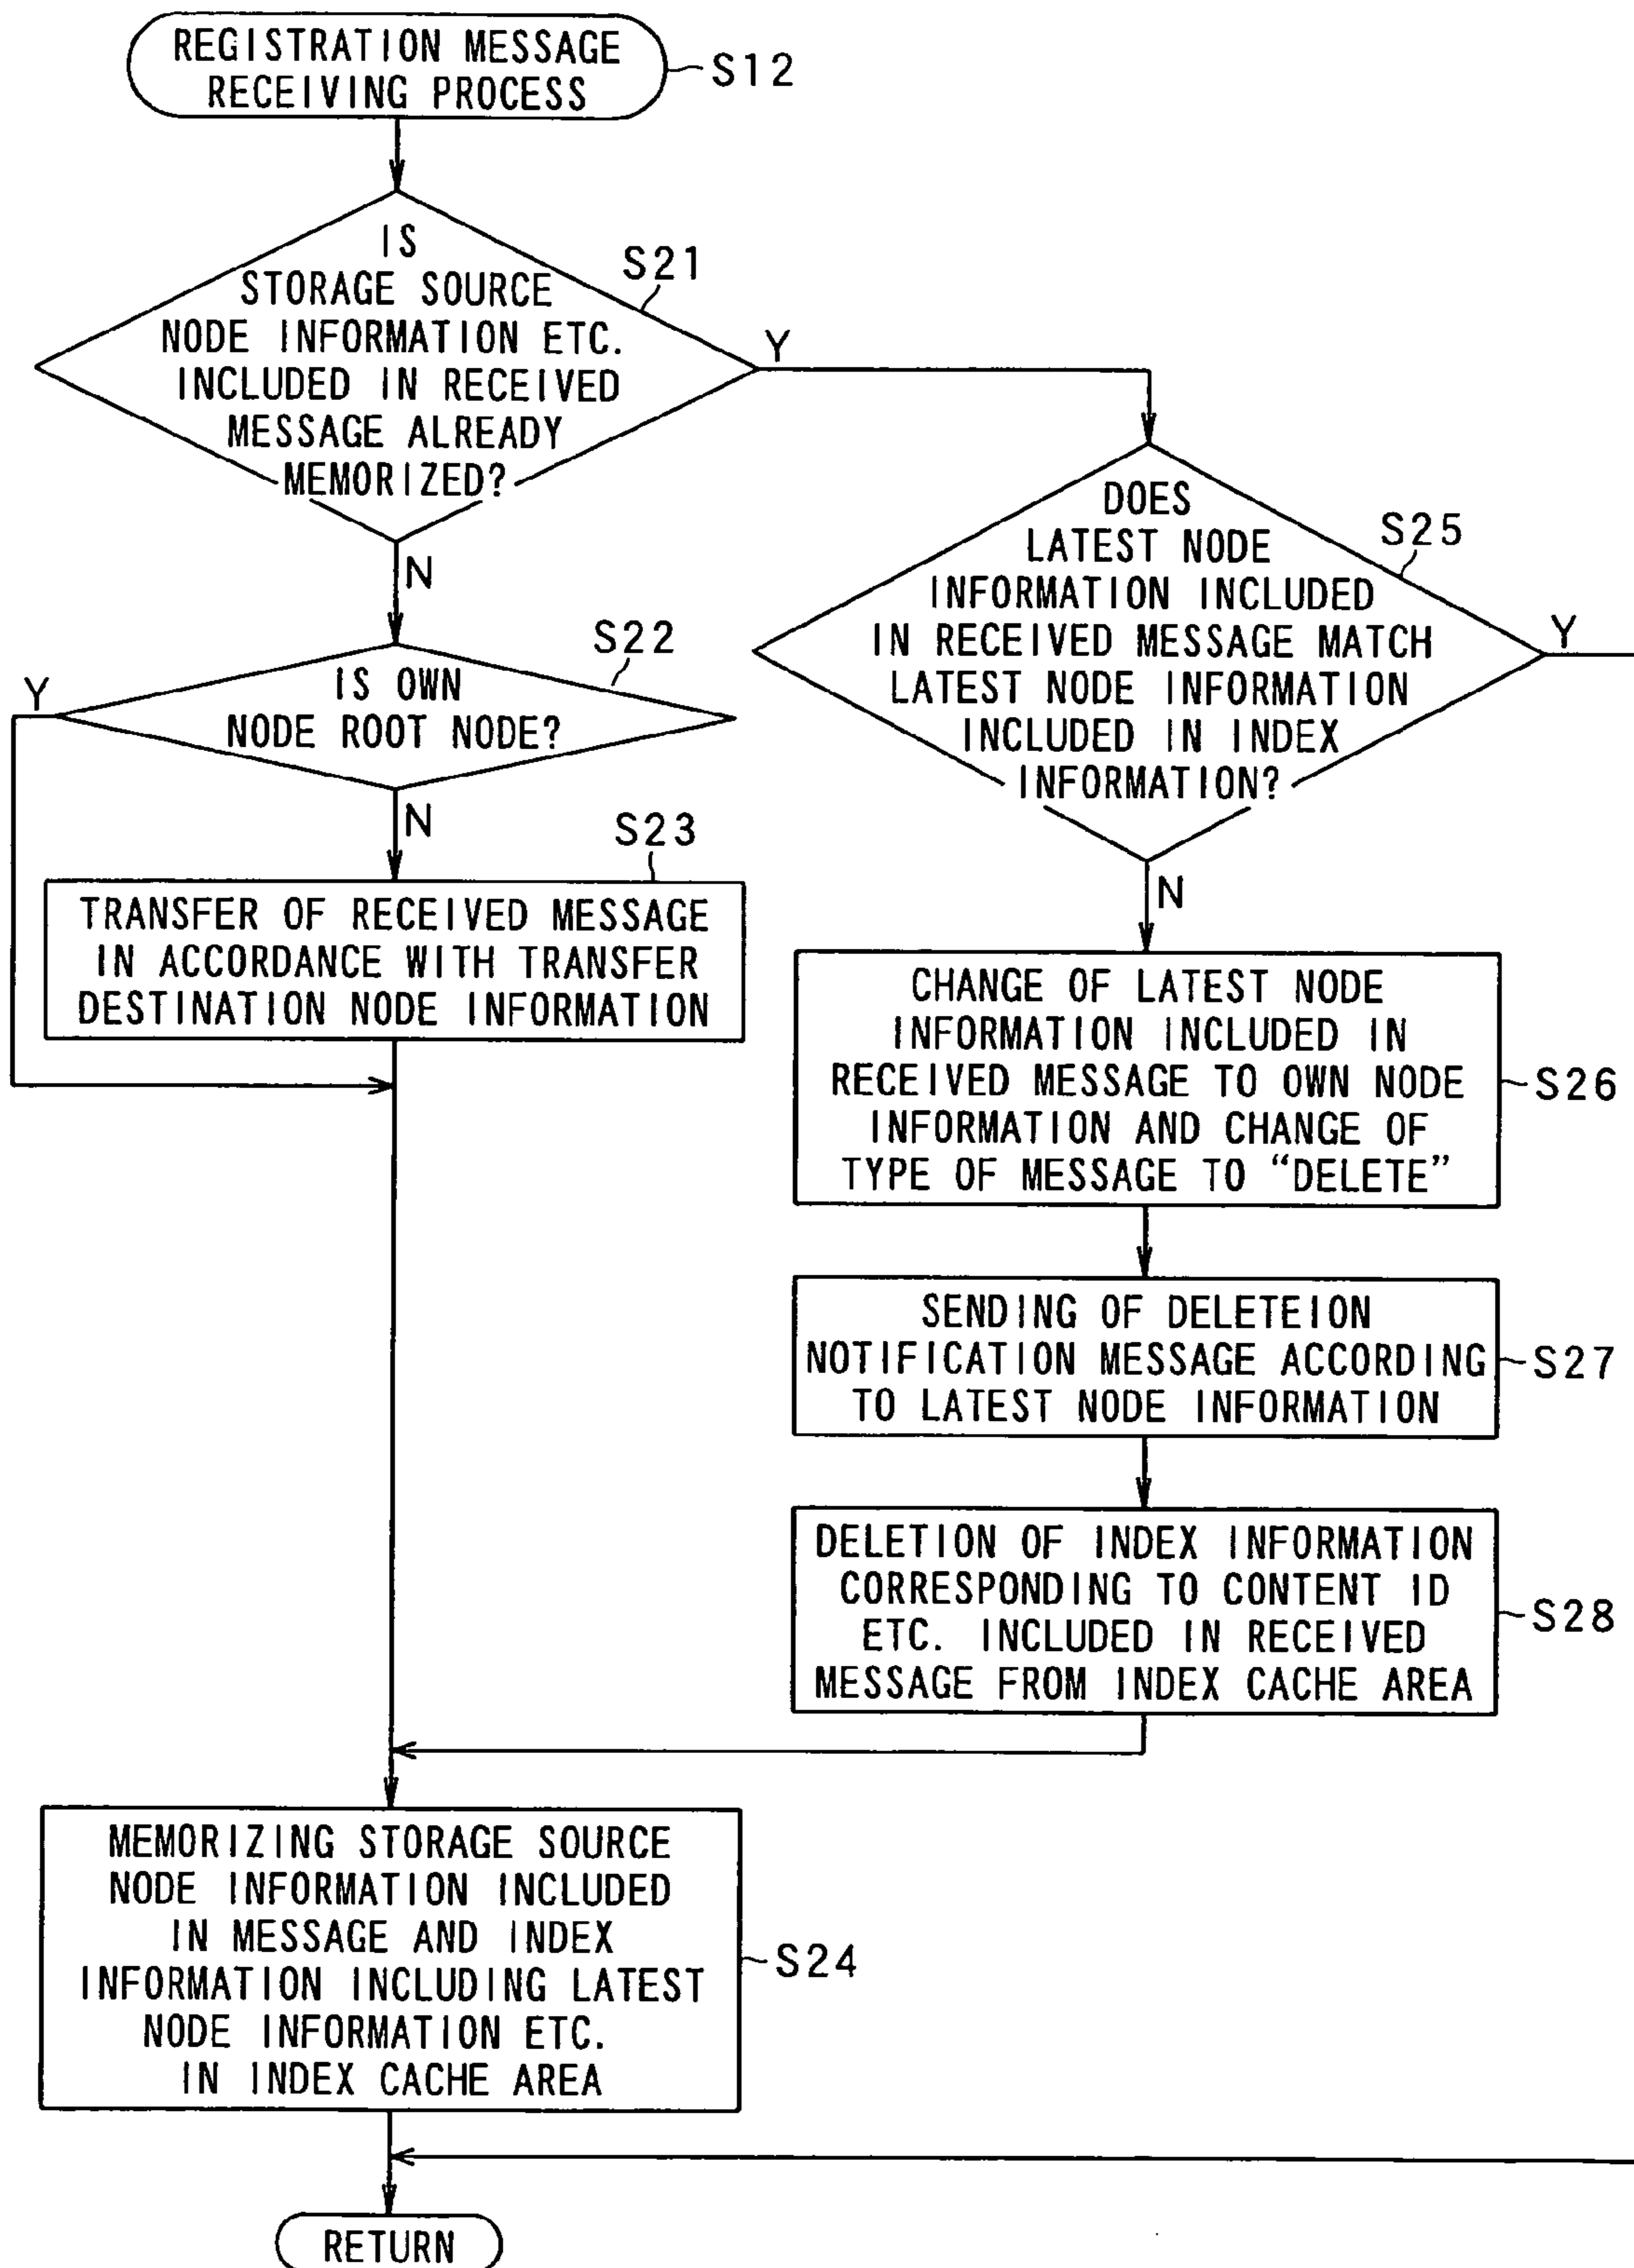 REGISTRATION MESSAGE
RECEIVING PROCESS
S12
IS
STORAGE SOURCE
NODE INFORMATION ETC.
INCLUDED IN RECEIVED
MESSAGE ALREADY
MEMORIZED?
S21
Y
N
IS OWN
NODE ROOT NODE?
S22
Y
N
S23
TRANSFER OF RECEIVED MESSAGE
IN ACCORDANCE WITH TRANSFER
DESTINATION NODE INFORMATION
DOES
LATEST NODE
INFORMATION INCLUDED
IN RECEIVED MESSAGE MATCH
LATEST NODE INFORMATION
INCLUDED IN INDEX
INFORMATION?
S25
Y
N
CHANGE OF LATEST NODE
INFORMATION INCLUDED IN
RECEIVED MESSAGE TO OWN NODE
INFORMATION AND CHANGE OF
TYPE OF MESSAGE TO “DELETE”
S26
SENDING OF DELETEION
NOTIFICATION MESSAGE ACCORDING
TO LATEST NODE INFORMATION
S27
DELETION OF INDEX INFORMATION
CORRESPONDING TO CONTENT ID
ETC. INCLUDED IN RECEIVED
MESSAGE FROM INDEX CACHE AREA
S28
MEMORIZING STORAGE SOURCE
NODE INFORMATION INCLUDED
IN MESSAGE AND INDEX
INFORMATION INCLUDING LATEST
NODE INFORMATION ETC.
IN INDEX CACHE AREA
S24
RETURN